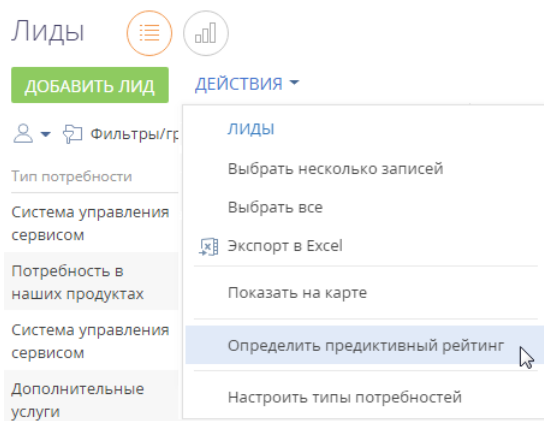 Лиды
ДОБАВИТЬ ЛИД
ДЕЙСТВИЯ
Фильтры/гр
Тип потребности
Система управления
сервисом
Потребность в
наших продуктах
Система управления
сервисом
Дополнительные
услуги
ЛИДЫ
Выбрать несколько записей
Выбрать все
Экспорт в Excel
Показать на карте
Определить предиктивный рейтинг
Настроить типы потребностей